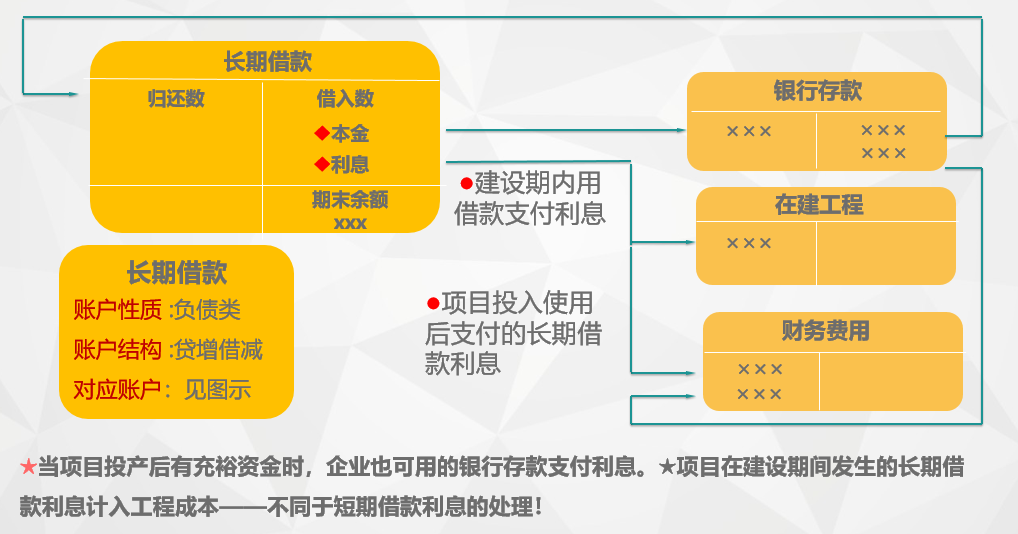 长期借款
归还数
借入数
◆本金
◆利息
期末余额
xxx
银行存款
×××
×××
×××
●建设期内用
借款支付利息
在建工程
×××
长期借款
账户性质 :负债类
账户结构 :贷增借减
对应账户：见图示
●项目投入使用
后支付的长期借
款利息
财务费用
×××
×××
★当项目投产后有充裕资金时，企业也可用的银行存款支付利息。★项目在建设期间发生的长期借
款利息计入工程成本——不同于短期借款利息的处理！